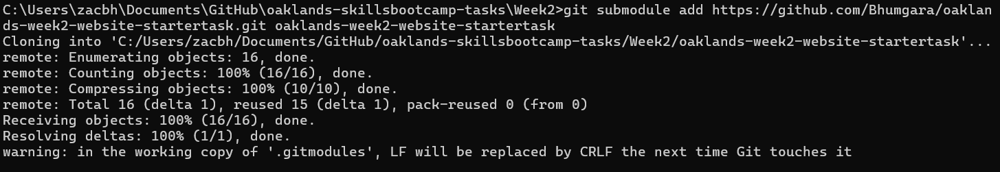 C:\Users\zacbh\Documents\GitHub\oaklands-skillsbootcamp-tasks\Week2>git submodule add https://github.com/Bhumgara/oaklan
ds-week2-website-startertask.git oaklands-week2-website-startertask
Cloning into 'C:/Users/zacbh/Documents/GitHub/oaklands-skillsbootcamp-tasks/Week2/oaklands-week2-website-startertask'...
remote: Enumerating objects: 16, done.
remote: Counting objects: 100% (16/16), done.
remote: Compressing objects: 100% (10/10), done.
remote: Total 16 (delta 1), reused 15 (delta 1), pack-reused 0 (from 0)
Receiving objects: 100% (16/16), done.
Resolving deltas: 100% (1/1), done.
warning: in the working copy of '.gitmodules', LF will be replaced by CRLF the next time Git touches it